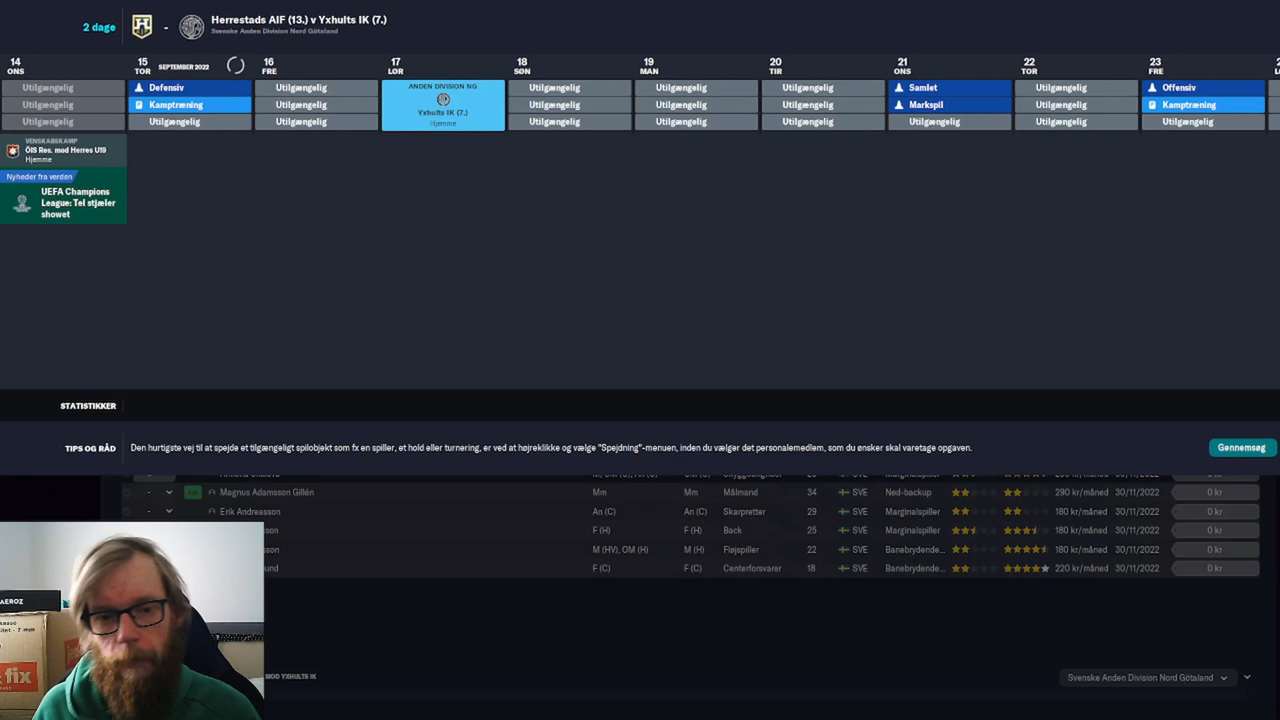 2 dage
Herrestads AIF (13.) v Yxhults IK (7.)
Svenske Anden Division Nord Götaland
14
ONS
15
TOR
SEPTEMBER 2022
16
FRE
17
LØR
18
SØN
19
MAN
20
TIR
21
ONS
22
TOR
23
FRE
Utilgængelig
Utilgængelig
Utilgængelig
Defensiv
Kamptræning
Utilgængelig
Utilgængelig
Utilgængelig
Utilgængelig
ANDEN DIVISION NG
Yxhults IK (7.)
Hjemme
Utilgængelig
Utilgængelig
Utilgængelig
Utilgængelig
Utilgængelig
Utilgængelig
Utilgængelig
Utilgængelig
Utilgængelig
Samlet
Markspil
Utilgængelig
Utilgængelig
Utilgængelig
Utilgængelig
Offensiv
Kamptræning
Utilgængelig
VENSKABSKAMP
ÖIS Res. mod Herres U19
Hjemme
Nyheder fra verden
UEFA Champions
League: Tel stjæler
showet
STATISTIKKER
TIPS OG RÅD
Den hurtigste vej til at spejde et tilgængeligt spilobjekt som fx en spiller, et hold eller turnering, er ved at højreklikke og vælge "Spejdning"-menuen, inden du vælger det personalemedlem, som du ønsker skal varetage opgaven.
Gennemsøg
- Magnus Adamsson Gillén Mm Mm Målmand 34 SVE Ned-backup 290 kr/måned 30/11/2022 0 kr
- Erik Andreasson An (C) An (C) Skarpretter 29 SVE Marginalspiller 180 kr/måned 30/11/2022 0 kr
sson F (H) F (H) Back 25 SVE Marginalspiller 180 kr/måned 30/11/2022 0 kr
sson M (HV), OM (H) M (H) Fløjspiller 22 SVE Banebrydende... 180 kr/måned 30/11/2022 0 kr
und F (C) F (C) Centerforsvarer 18 SVE Banebrydende... 220 kr/måned 30/11/2022 0 kr
AEROZ
fix
MOD YXHULTS IK
Svenske Anden Division Nord Götaland